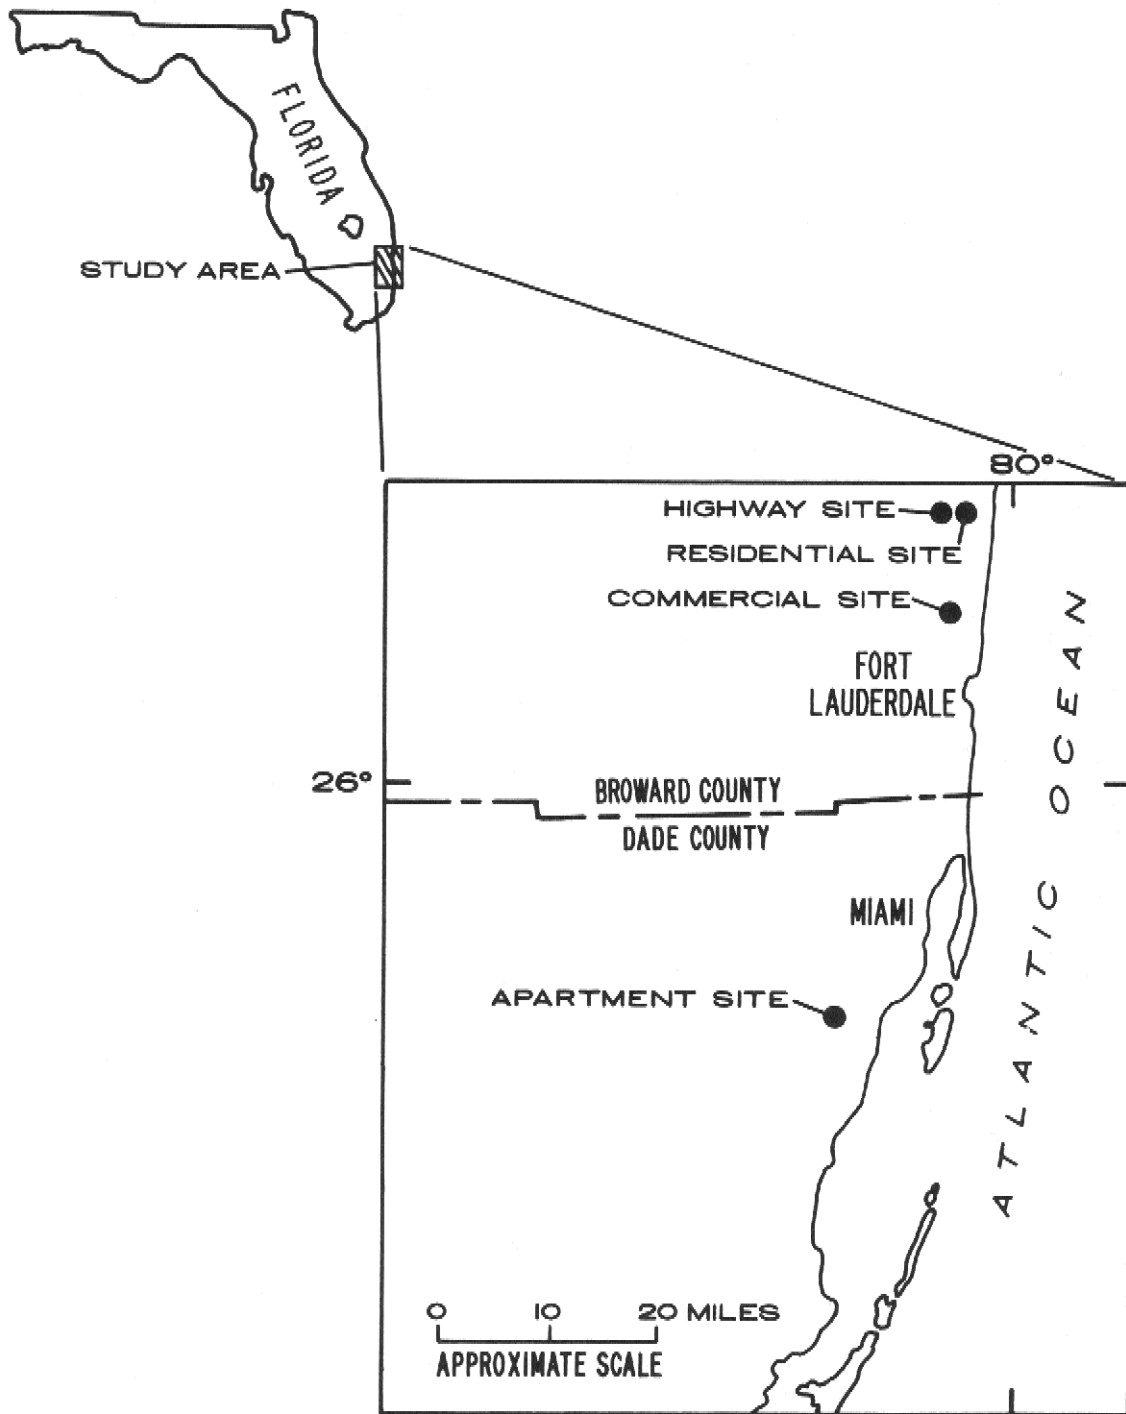 FLORIDA
STUDY AREA
80°
HIGHWAY SITE
RESIDENTIAL SITE
COMMERCIAL SITE
FORT
LAUDERDALE
26°
BROWARD COUNTY
DADE COUNTY
MIAMI
ATLANTIC OCEAN
APARTMENT SITE
0 10 20 MILES
APPROXIMATE SCALE